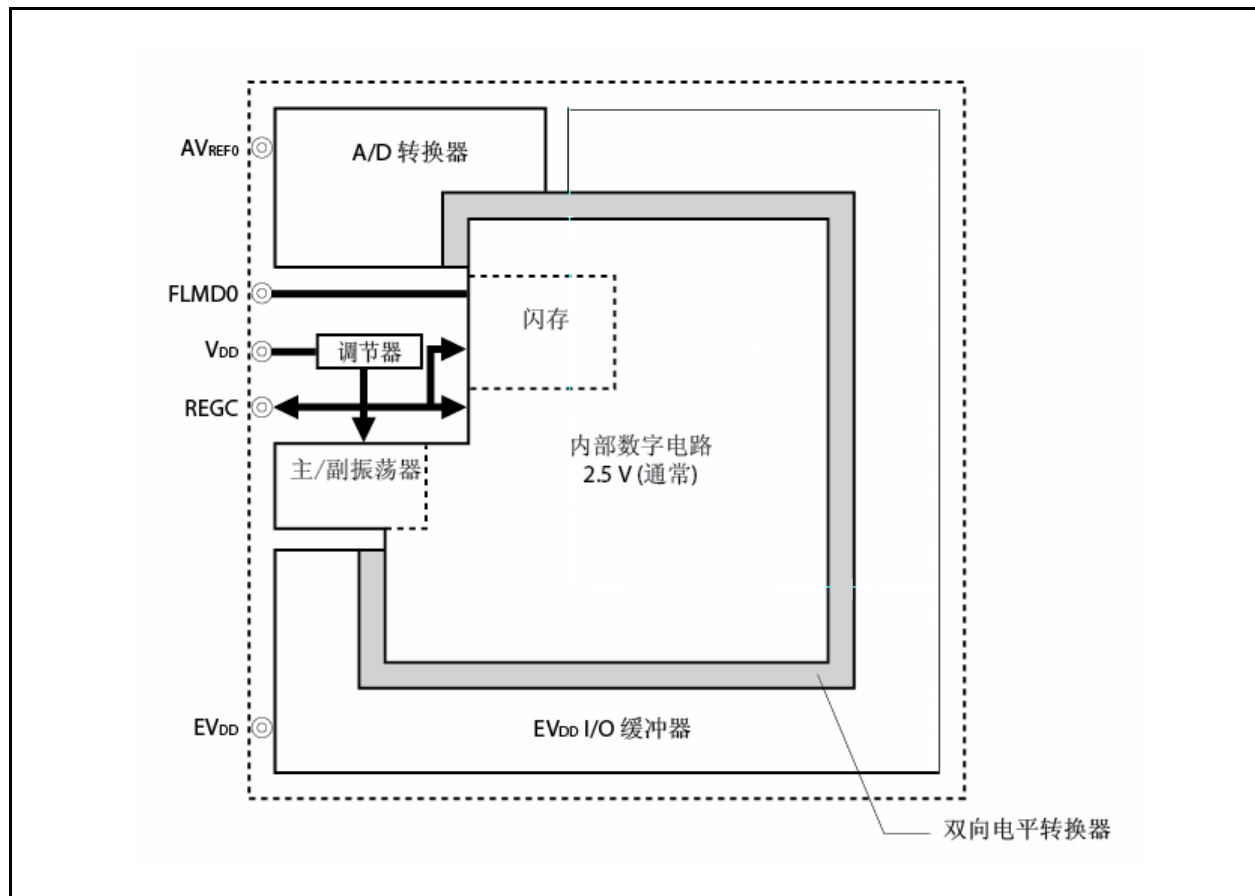 AVREF0
A/D 转换器
FLMD0
闪存
VDD
调节器
REGC
内部数字电路
2.5 V (通常)
主/副振荡器
EVDD
EVDD I/O 缓冲器
双向电平转换器